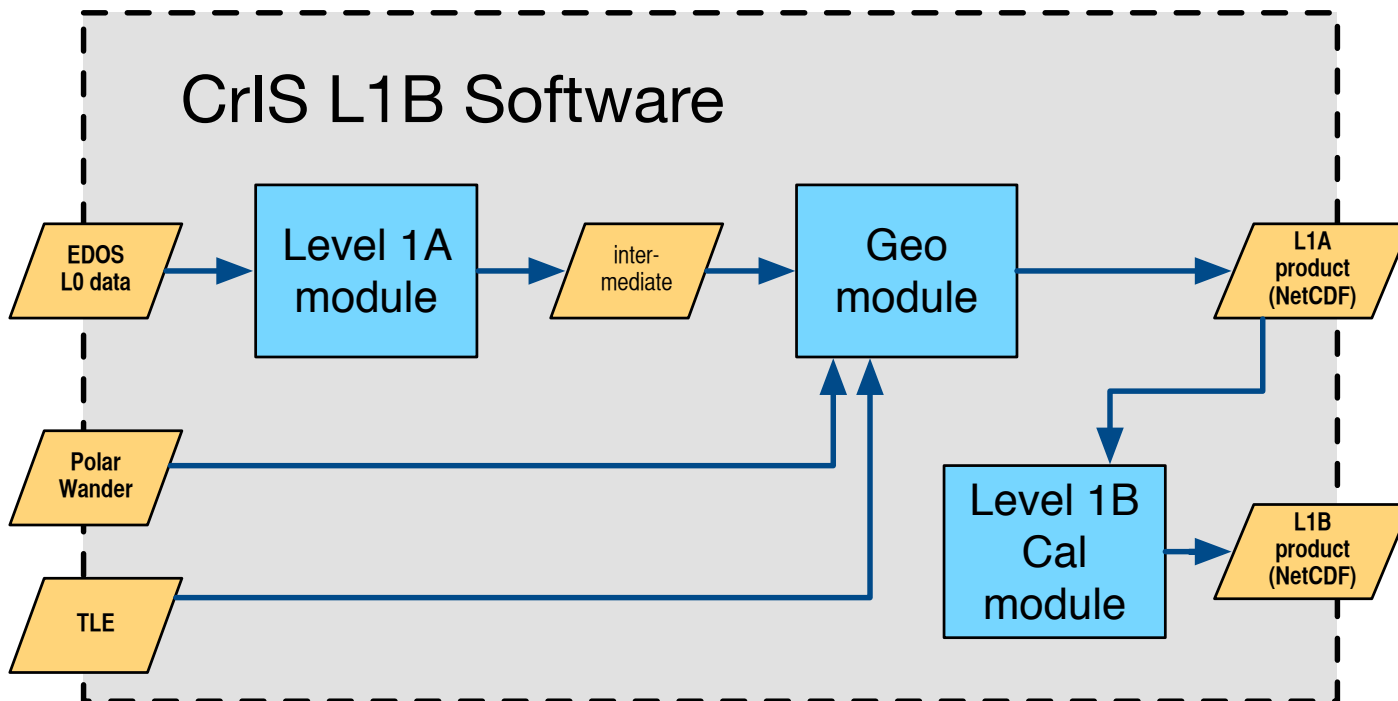 CrIS L1B Software
EDOS
L0 data
Level 1A
module
inter-
mediate
Geo
module
L1A
product
(NetCDF)
Polar
Wander
Level 1B
Cal
module
L1B
product
(NetCDF)
TLE